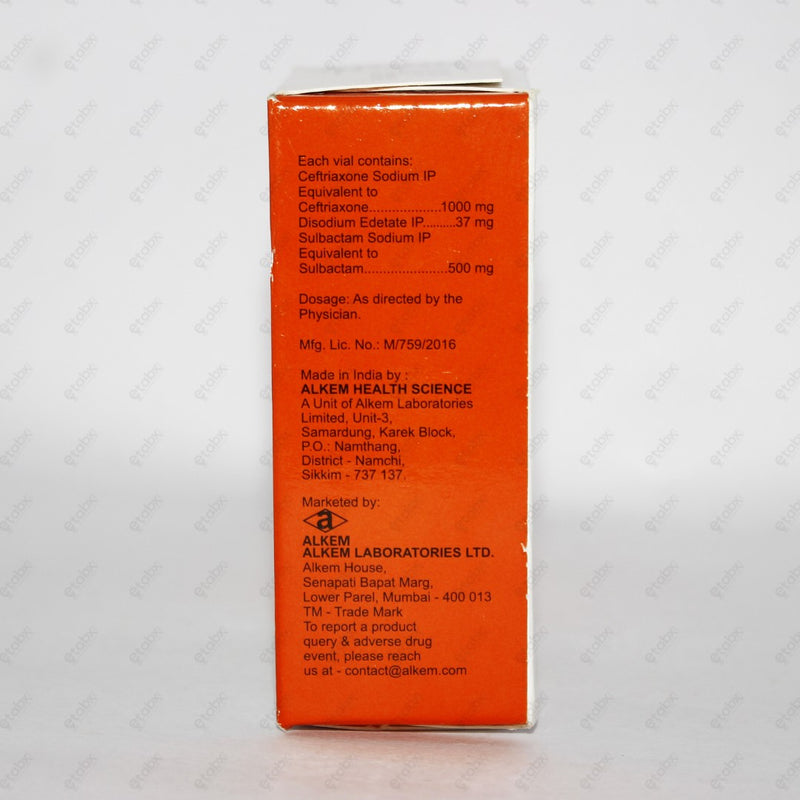 Each vial contains:
Ceftriaxone Sodium IP
Equivalent to
Ceftriaxone...................1000 mg
Disodium Edetate IP.........37 mg
Sulbactam Sodium IP
Equivalent to
Sulbactam......................500 mg
Dosage: As directed by the
Physician.
Mfg. Lic. No.: M/759/2016
Made in India by :
ALKEM HEALTH SCIENCE
A Unit of Alkem Laboratories
Limited, Unit-3,
Samardung, Karek Block,
P.O.: Namthang,
District - Namchi,
Sikkim - 737 137.
Marketed by:
a
ALKEM
ALKEM LABORATORIES LTD.
Alkem House,
Senapati Bapat Marg,
Lower Parel, Mumbai - 400 013
TM - Trade Mark
To report a product
query & adverse drug
event, please reach
us at - contact@alkem.com